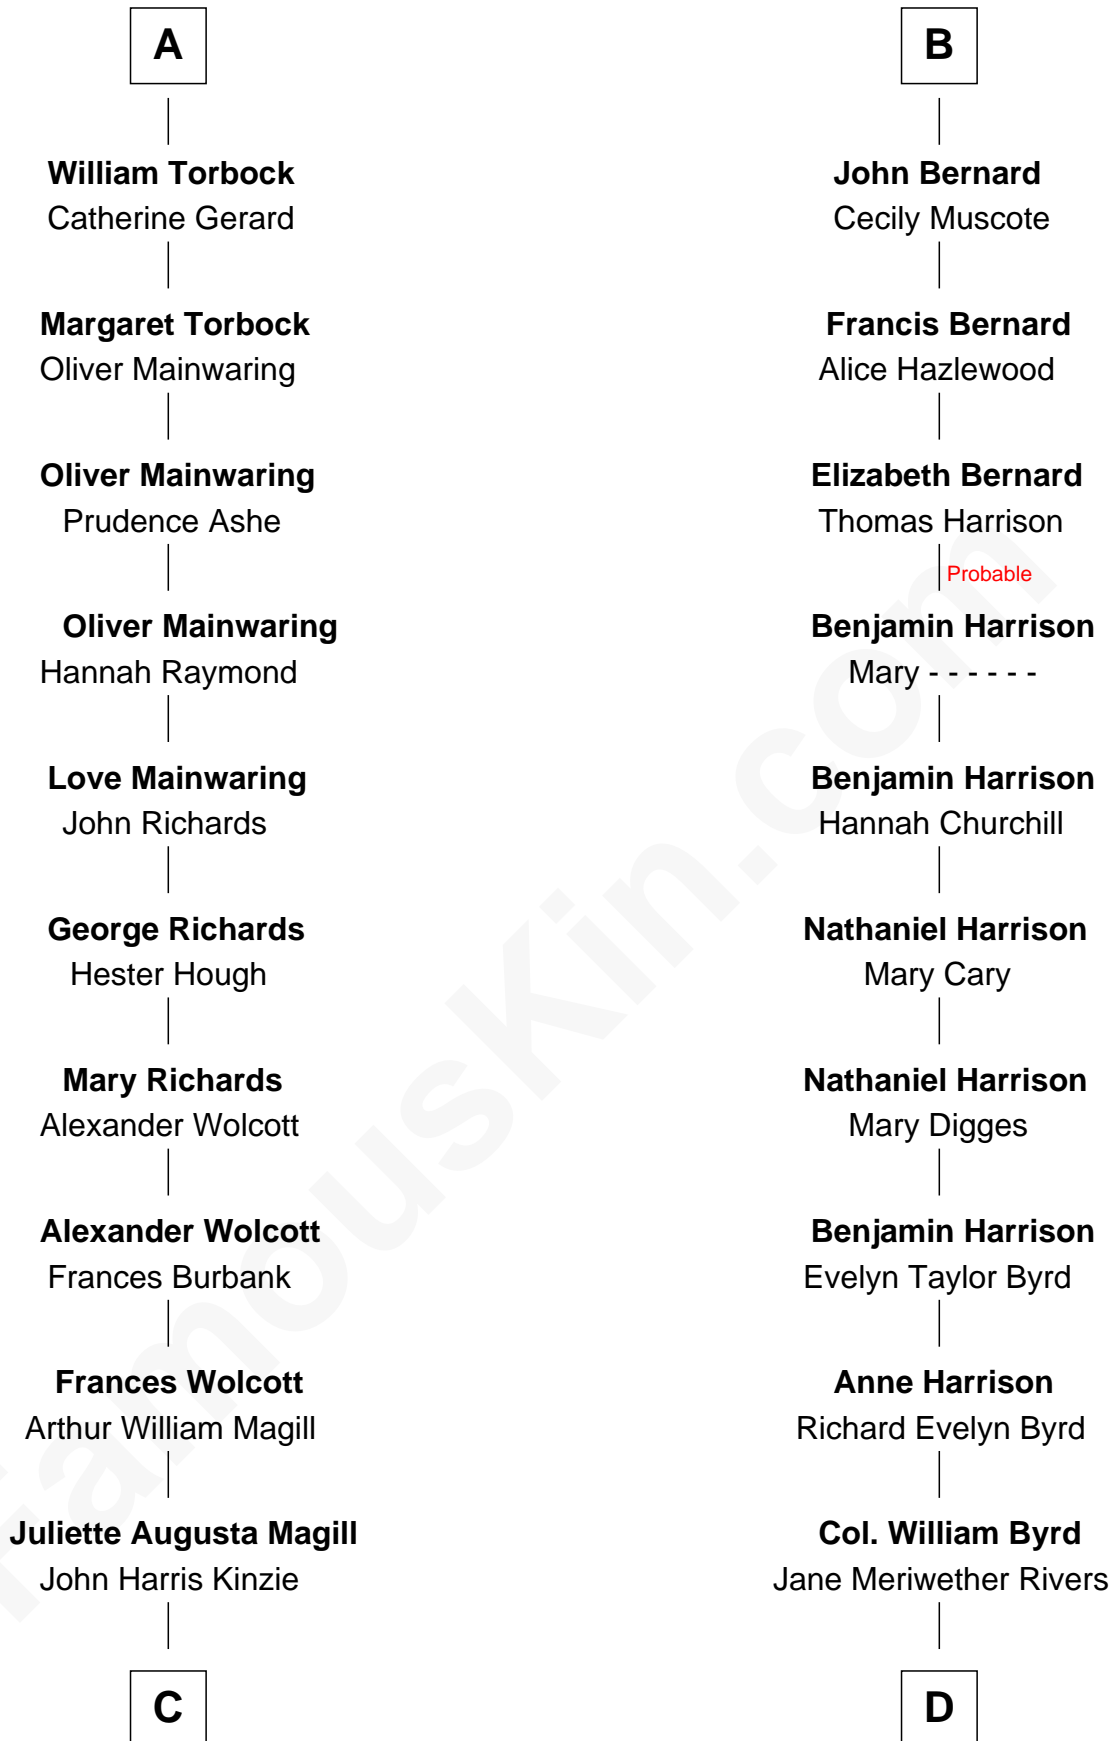 A
William Torbock
Catherine Gerard
Margaret Torbock
Oliver Mainwaring
Oliver Mainwaring
Prudence Ashe
Oliver Mainwaring
Hannah Raymond
Love Mainwaring
John Richards
George Richards
Hester Hough
Mary Richards
Alexander Wolcott
Alexander Wolcott
Frances Burbank
Frances Wolcott
Arthur William Magill
Juliette Augusta Magill
John Harris Kinzie
C
B
John Bernard
Cecily Muscote
Francis Bernard
Alice Hazlewood
Elizabeth Bernard
Thomas Harrison
Probable
Benjamin Harrison
Mary - - - - - -
Benjamin Harrison
Hannah Churchill
Nathaniel Harrison
Mary Cary
Nathaniel Harrison
Mary Digges
Benjamin Harrison
Evelyn Taylor Byrd
Anne Harrison
Richard Evelyn Byrd
Col. William Byrd
Jane Meriwether Rivers
D
FamousKin.com